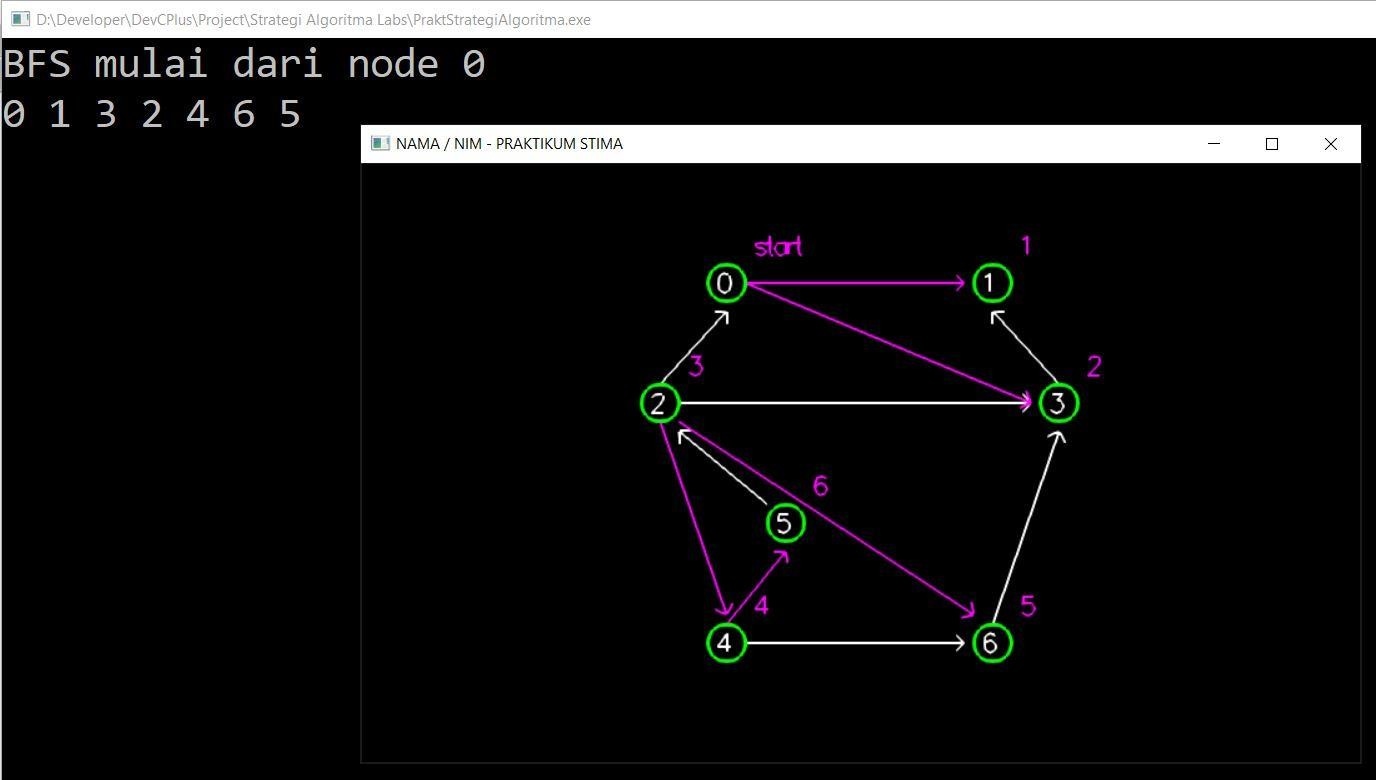 D:\Developer\DevCPlus\Project\Strategi Algoritma Labs\PraktStrategiAlgoritma.exe
BFS mulai dari node 0
0 1 3 2 4 6 5
NAMA / NIM - PRAKTIKUM STIMA
start
1
0
1
3
2
2
3
6
5
4
5
4
6